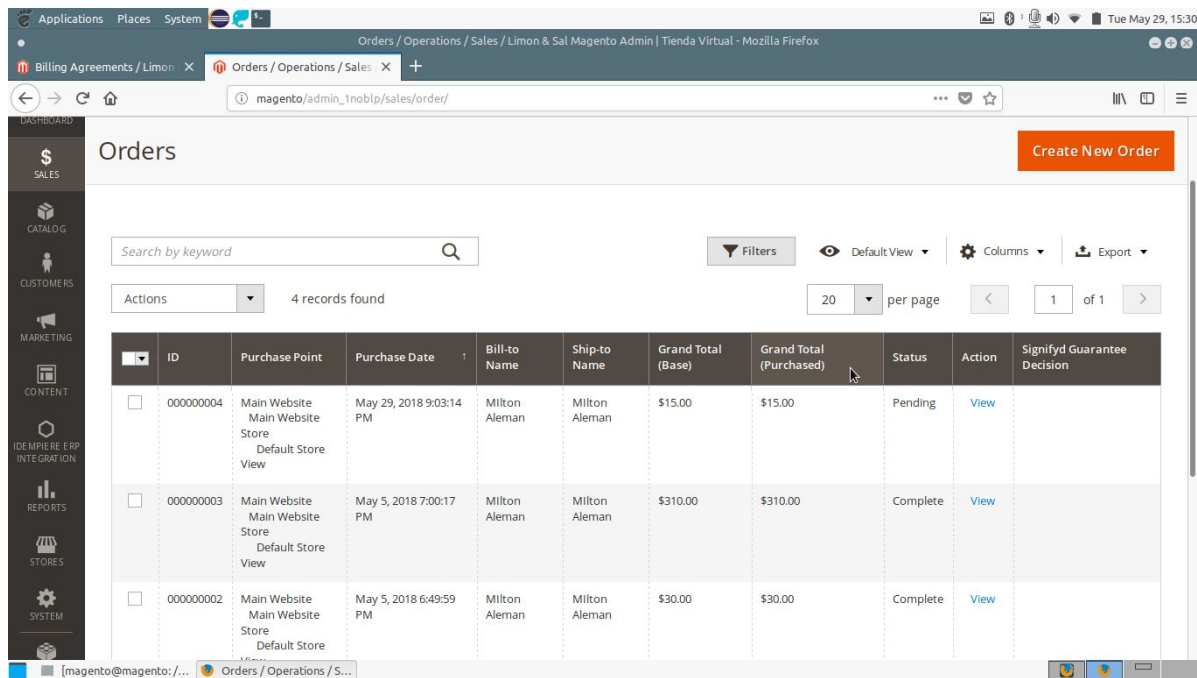 Applications Places System
Tue May 29, 15:30
Orders / Operations / Sales / Limon & Sal Magento Admin | Tienda Virtual - Mozilla Firefox
Billing Agreements / Limon
Orders / Operations / Sales
magento/admin_1noblp/sales/order/
DASHBOARD
SALES
CATALOG
CUSTOMERS
MARKETING
CONTENT
IDEMPIERE ERP
INTEGRATION
REPORTS
STORES
SYSTEM
Orders
Create New Order
Search by keyword
Filters
Default View
Columns
Export
Actions
4 records found
20 per page
1 of 1
ID Purchase Point Purchase Date ↑ Bill-to Name Ship-to Name Grand Total (Base) Grand Total (Purchased) Status Action Signifyd Guarantee Decision
000000004
Main Website
Main Website
Store
Default Store
View
May 29, 2018 9:03:14
PM
MIlton
Aleman
MIlton
Aleman
$15.00
$15.00
Pending
View
000000003
Main Website
Main Website
Store
Default Store
View
May 5, 2018 7:00:17
PM
MIlton
Aleman
MIlton
Aleman
$310.00
$310.00
Complete
View
000000002
Main Website
Main Website
Store
Default Store
May 5, 2018 6:49:59
PM
MIlton
Aleman
MIlton
Aleman
$30.00
$30.00
Complete
View
[magento@magento: /...
Orders / Operations / S...